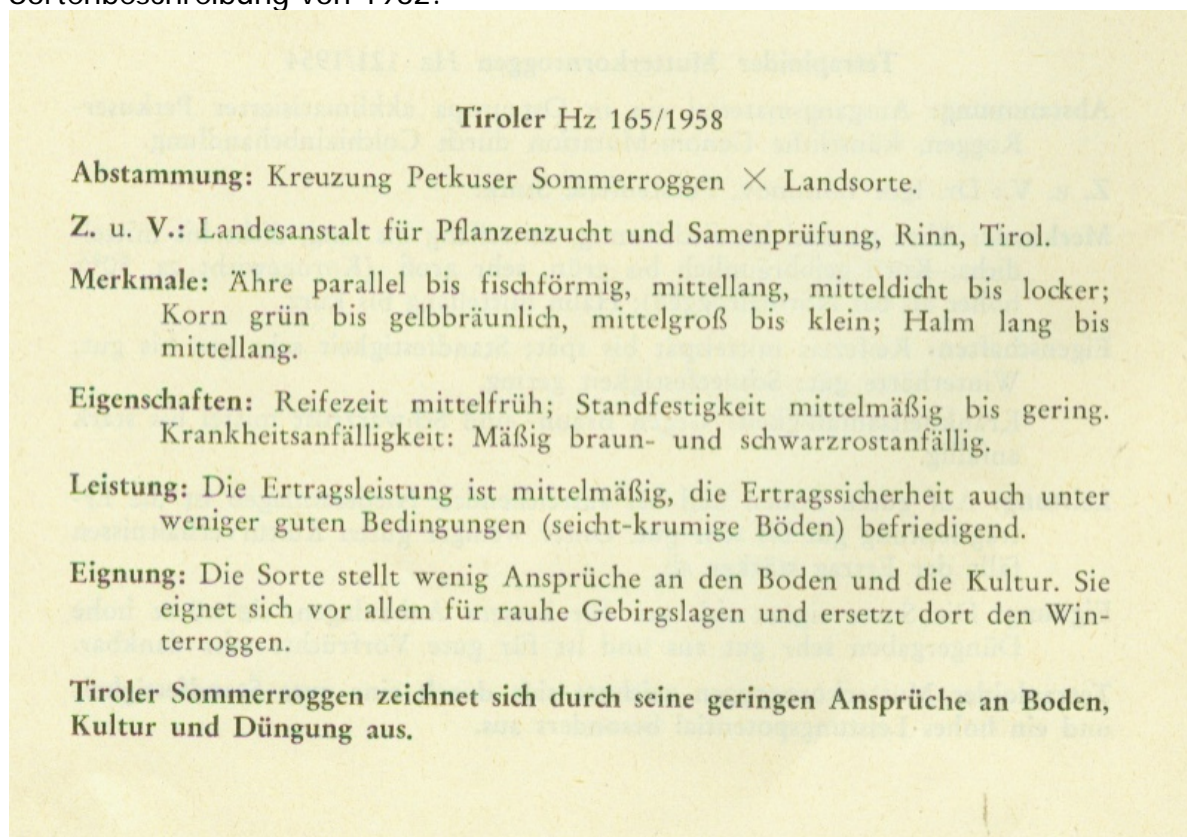 Sortenbeschreibung von 1952:
Tiroler Hz 165/1958
Abstammung: Kreuzung Petkuser Sommerroggen × Landsorte.
Z. u. V.: Landesanstalt für Pflanzenzucht und Samenprüfung, Rinn, Tirol.
Merkmale: Ähre parallel bis fischförmig, mittellang, mitteldicht bis locker;
Korn grün bis gelbbräunlich, mittelgroß bis klein; Halm lang bis
mittellang.
Eigenschaften: Reifezeit mittelfrüh; Standfestigkeit mittelmäßig bis gering.
Krankheitsanfälligkeit: Mäßig braun- und schwarzrostanfällig.
Leistung: Die Ertragsleistung ist mittelmäßig, die Ertragssicherheit auch unter
weniger guten Bedingungen (seicht-krumige Böden) befriedigend.
Eignung: Die Sorte stellt wenig Ansprüche an den Boden und die Kultur. Sie
eignet sich vor allem für rauhe Gebirgslagen und ersetzt dort den Win-
terroggen.
Tiroler Sommerroggen zeichnet sich durch seine geringen Ansprüche an Boden,
Kultur und Düngung aus.